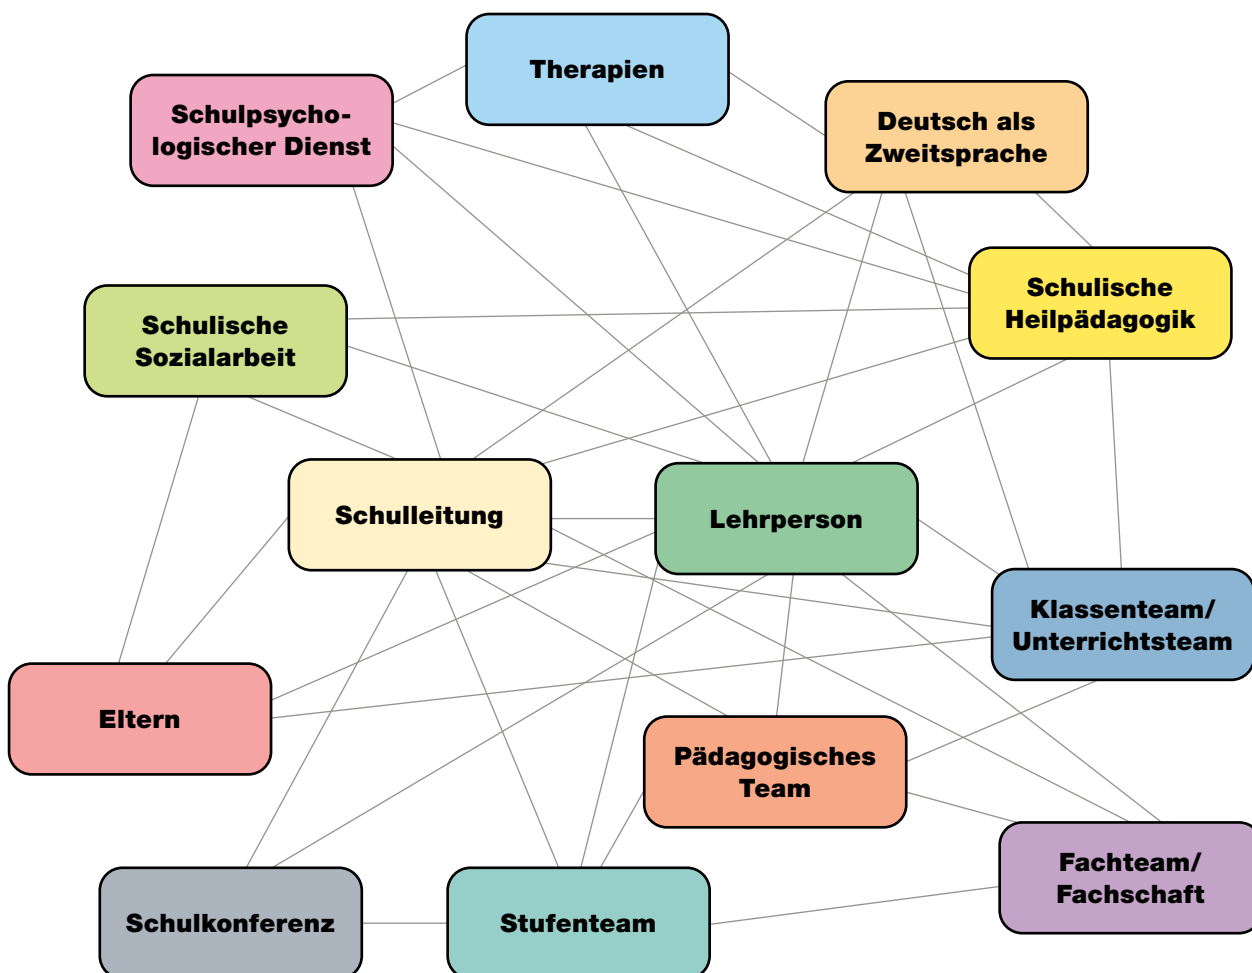 Therapien
Schulpsycho-
logischer Dienst
Deutsch als
Zweitsprache
Schulische
Heilpädagogik
Schulische
Sozialarbeit
Schulleitung
Lehrperson
Klassenteam/
Unterrichtsteam
Eltern
Pädagogisches
Team
Fachteam/
Fachschaft
Schulkonferenz
Stufenteam